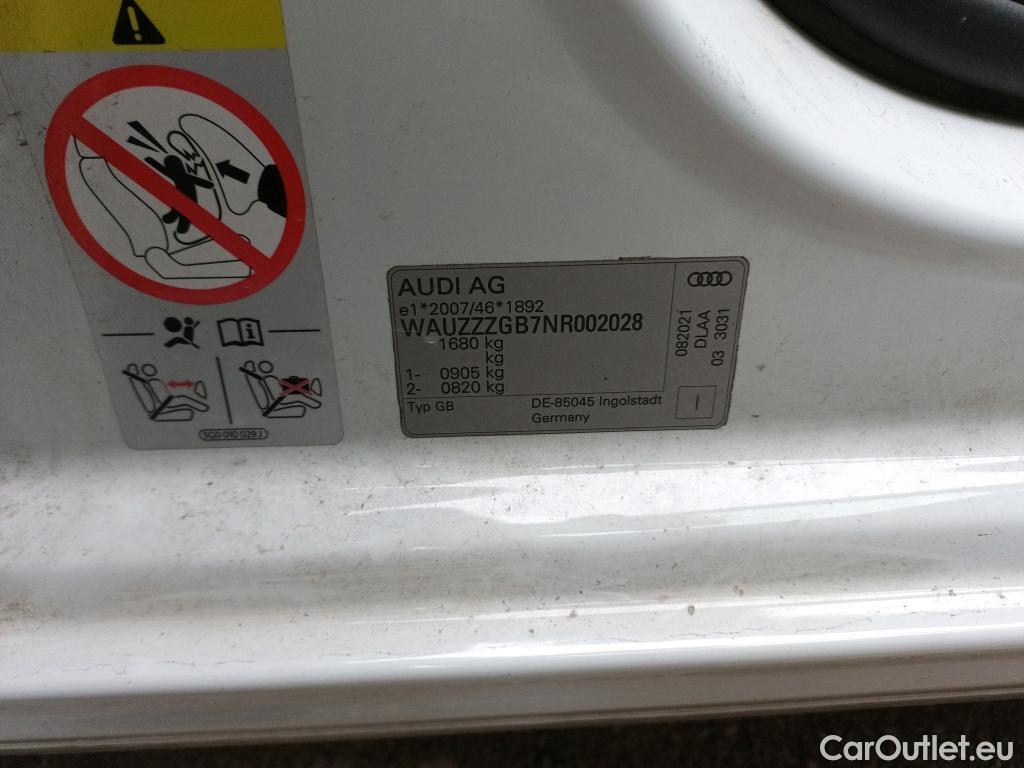 AUDI AG
e1*2007/46*1892
WAUZZZGB7NR002028
1680 kg
kg
1- 0905 kg
2- 0820 kg
Typ GB
DE-85045 Ingolstadt
Germany
082021
DLAA
03 3031
I
5G0 010 029 J
CarOutlet.eu